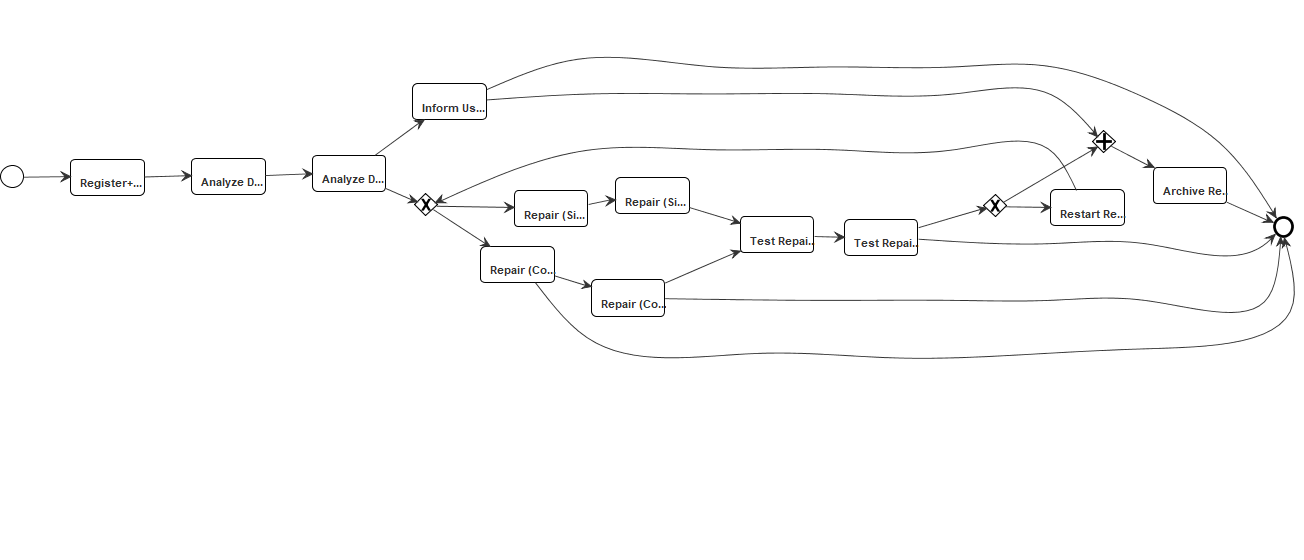 Inform Us...
Register+...
Analyze D...
Analyze D...
X
Repair (Si...
Repair (Si...
Repair (Co...
Repair (Co...
Test Repai...
Test Repai...
X
Restart Re...
Archive Re...